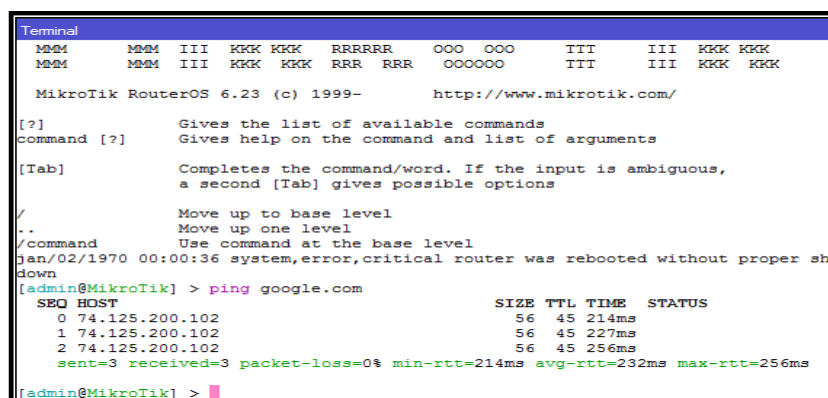 Terminal
MMM      MMM  III  KKK KKK   RRRRRR    OOO  OOO     TTT     III  KKK KKK
MMM      MMM  III  KKK  KKK  RRR  RRR   OOOOOO      TTT     III  KKK  KKK
MikroTik RouterOS 6.23 (c) 1999-       http://www.mikrotik.com/
[?]             Gives the list of available commands
command [?]     Gives help on the command and list of arguments
[Tab]           Completes the command/word. If the input is ambiguous,
a second [Tab] gives possible options
/               Move up to base level
..              Move up one level
/command        Use command at the base level
jan/02/1970 00:00:36 system,error,critical router was rebooted without proper sh
down
[admin@MikroTik] > ping google.com
SEQ HOST                                     SIZE TTL TIME  STATUS
0 74.125.200.102                             56  45 214ms
1 74.125.200.102                             56  45 227ms
2 74.125.200.102                             56  45 256ms
sent=3 received=3 packet-loss=0% min-rtt=214ms avg-rtt=232ms max-rtt=256ms
[admin@MikroTik] >